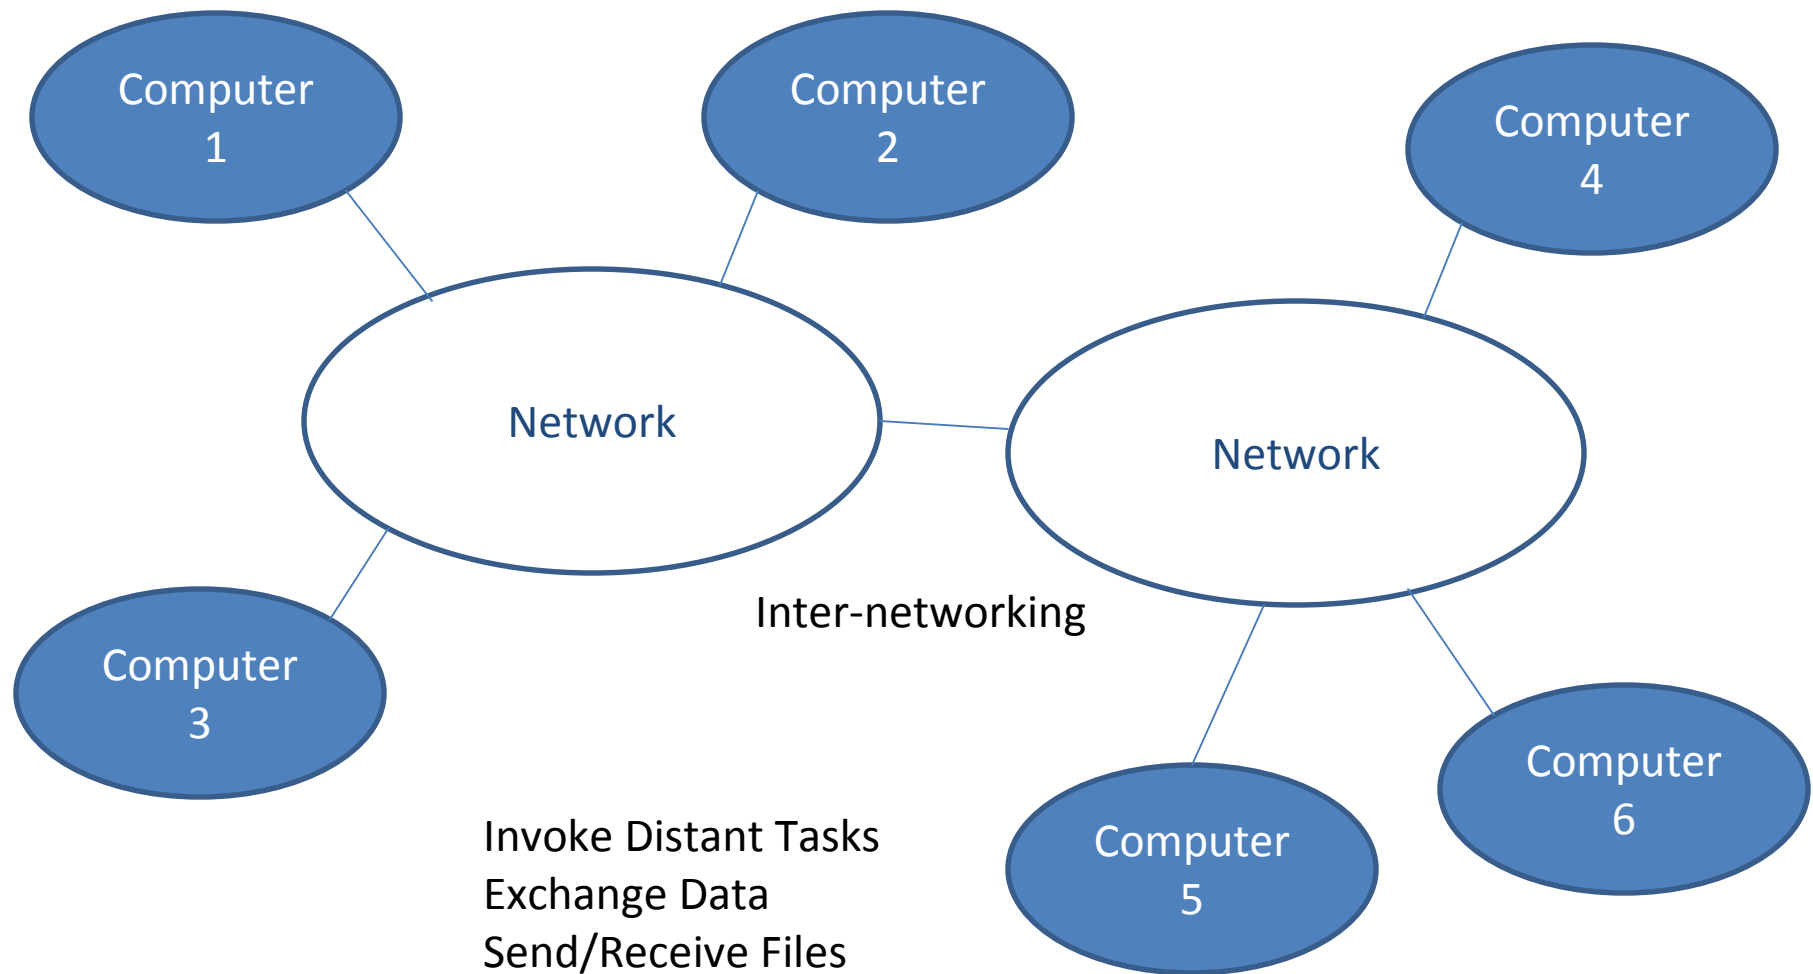 Computer
1
Computer
2
Computer
4
Network
Network
Inter-networking
Computer
3
Computer
6
Invoke Distant Tasks
Exchange Data
Send/Receive Files
Computer
5